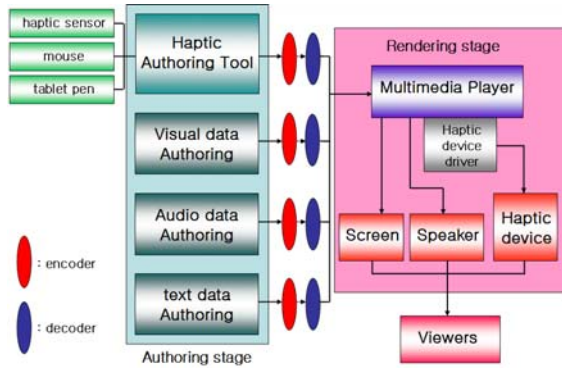 haptic sensor
mouse
tablet pen
Haptic
Authoring Tool
Visual data
Authoring
Audio data
Authoring
text data
Authoring
Authoring stage
: encoder
: decoder
Rendering stage
Multimedia Player
Haptic
device
driver
Screen
Speaker
Haptic
device
Viewers